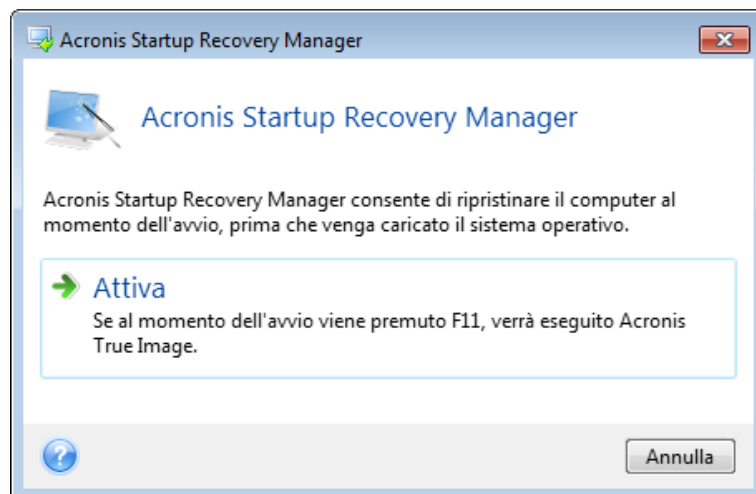 Acronis Startup Recovery Manager
Acronis Startup Recovery Manager
Acronis Startup Recovery Manager consente di ripristinare il computer al
momento dell'avvio, prima che venga caricato il sistema operativo.
Attiva
Se al momento dell'avvio viene premuto F11, verrà eseguito Acronis
True Image.
?
Annulla